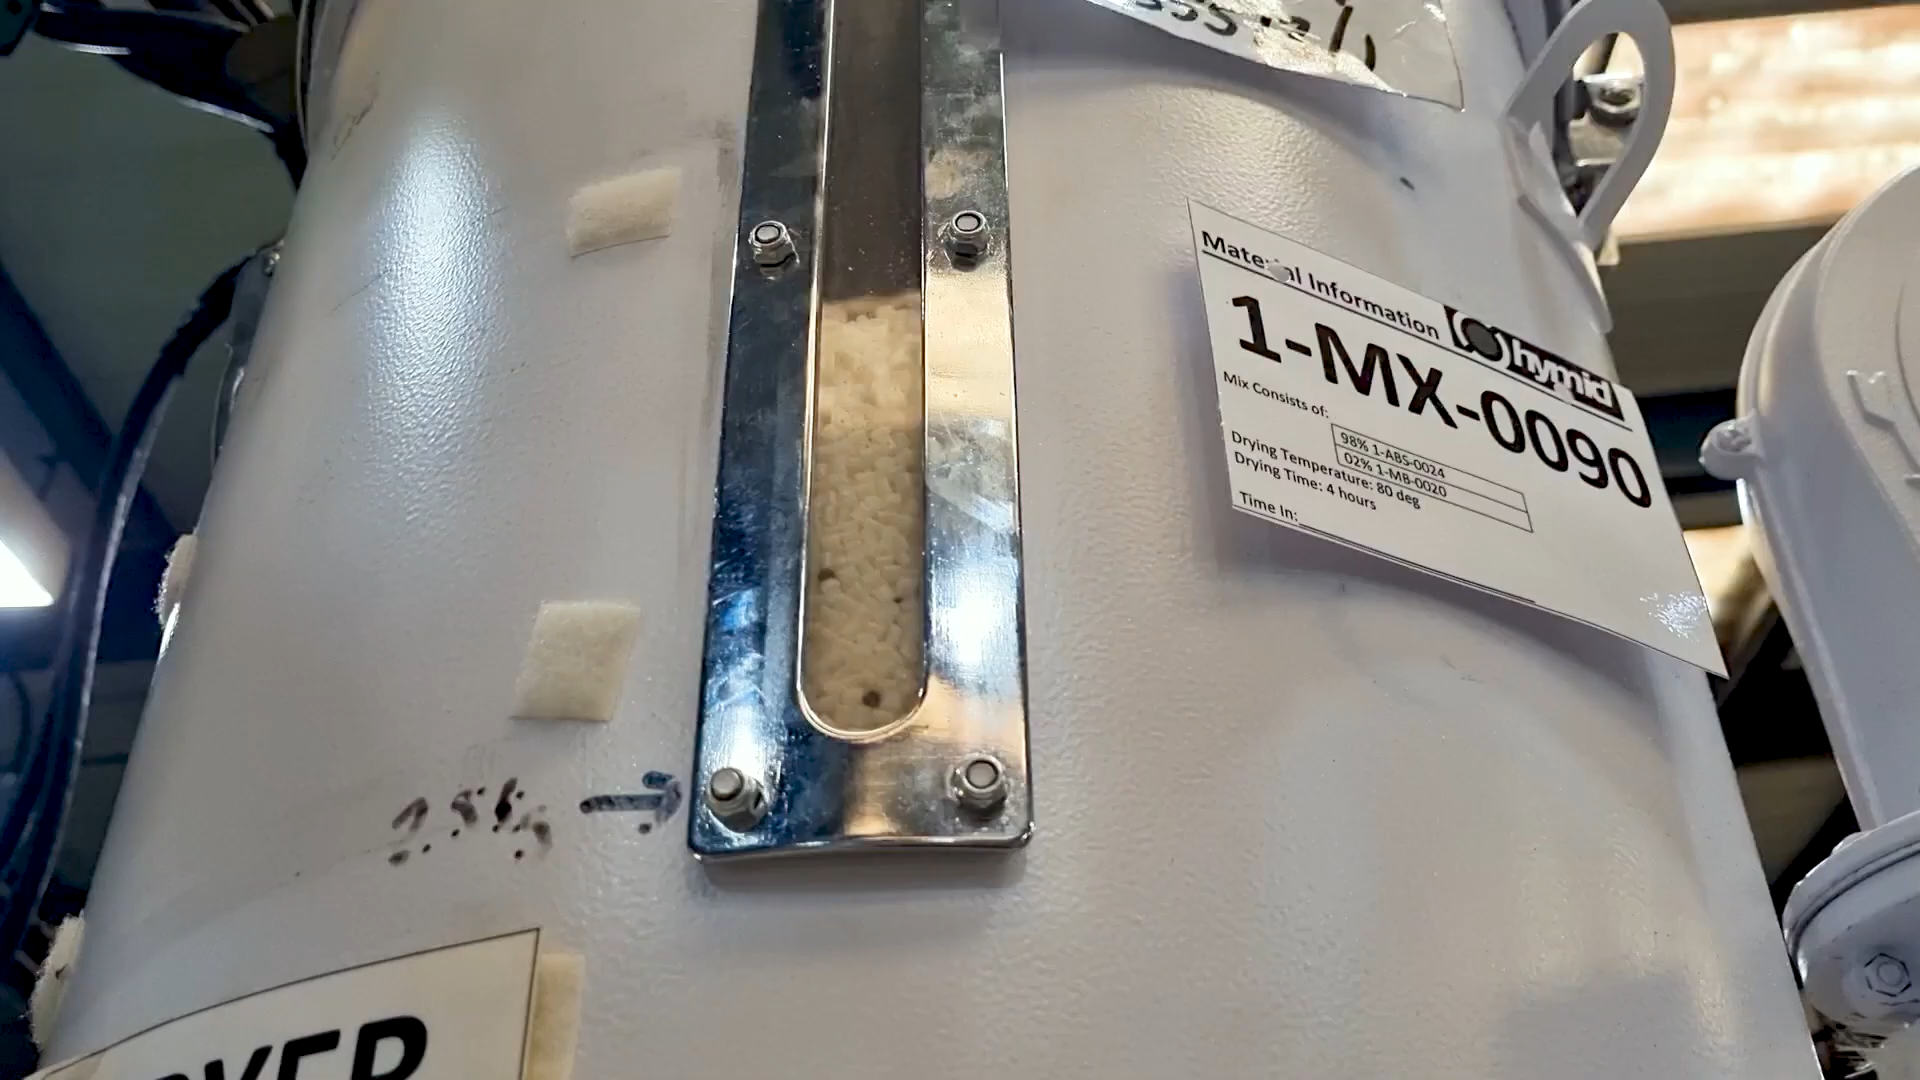 Material Information
hymid
1-MX-0090
Mix Consists of:
98% 1-ABS-0024
02% 1-MB-0020
Drying Temperature: 80 deg
Drying Time: 4 hours
Time In: